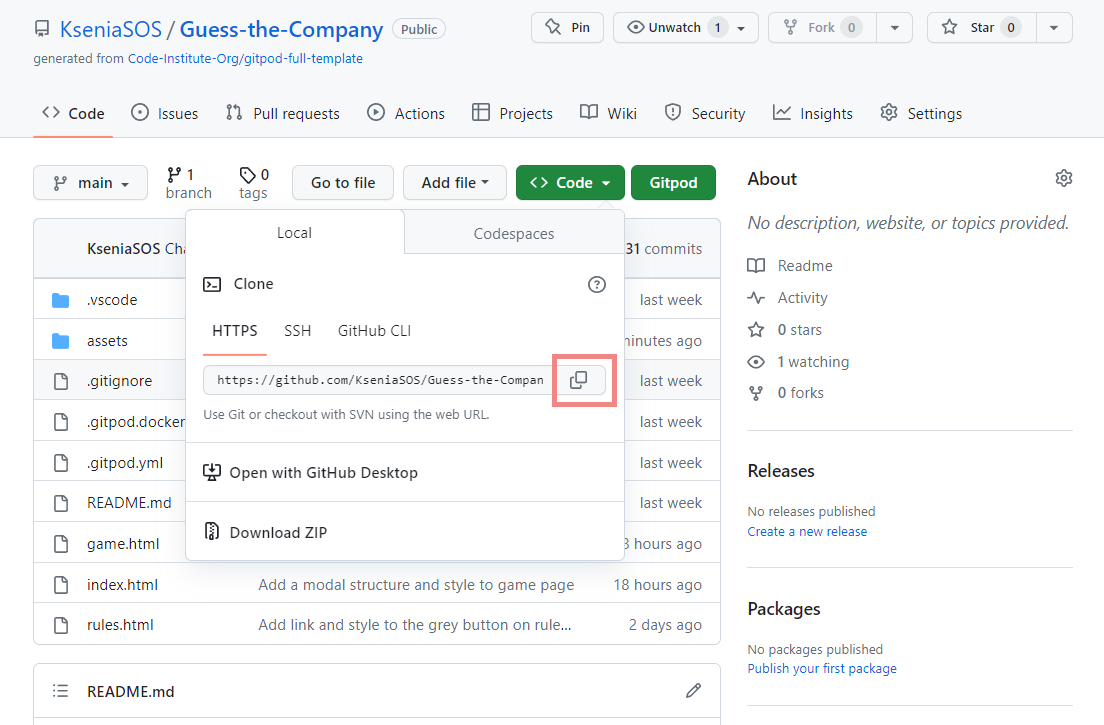 KseniaSOS / Guess-the-Company Public
Pin
Unwatch 1
Fork 0
Star 0
generated from Code-Institute-Org/gitpod-full-template
Code
Issues
Pull requests
Actions
Projects
Wiki
Security
Insights
Settings
main
1 branch
0 tags
Go to file
Add file
Code
Gitpod
KseniaSOS
31 commits
.vscode
last week
assets
minutes ago
.gitignore
last week
.gitpod.docker
last week
.gitpod.yml
last week
README.md
last week
game.html
hours ago
index.html
Add a modal structure and style to game page
18 hours ago
rules.html
Add link and style to the grey button on rule...
2 days ago
Local
Codespaces
Clone
HTTPS
SSH
GitHub CLI
https://github.com/KseniaSOS/Guess-the-Compan
Use Git or checkout with SVN using the web URL.
Open with GitHub Desktop
Download ZIP
README.md
About
No description, website, or topics provided.
Readme
Activity
0 stars
1 watching
0 forks
Releases
No releases published
Create a new release
Packages
No packages published
Publish your first package